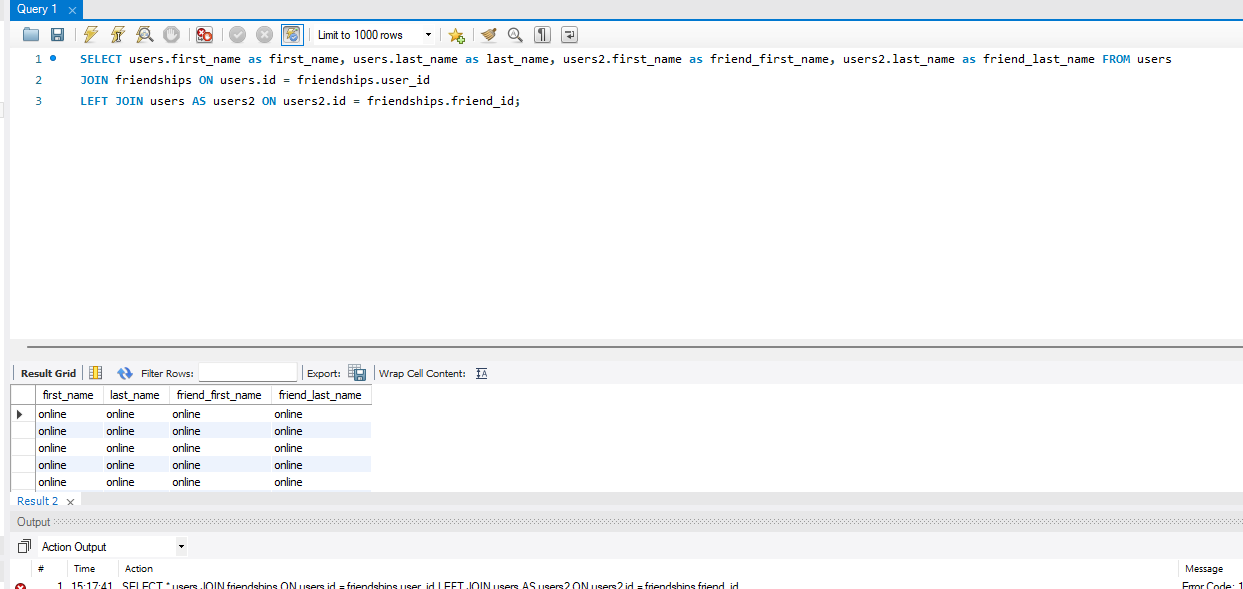 Query 1
Limit to 1000 rows
1 SELECT users.first_name as first_name, users.last_name as last_name, users2.first_name as friend_first_name, users2.last_name as friend_last_name FROM users
2 JOIN friendships ON users.id = friendships.user_id
3 LEFT JOIN users AS users2 ON users2.id = friendships.friend_id;
Result Grid Filter Rows: Export: Wrap Cell Content:
first_name last_name friend_first_name friend_last_name
online online online online
online online online online
online online online online
online online online online
online online online online
Result 2
Output
Action Output
# Time Action Message
1 15:17:41 SELECT * users JOIN friendships ON users.id = friendships.user_id LEFT JOIN users AS users2 ON users2.id = friendships.friend_id Error Code: 1